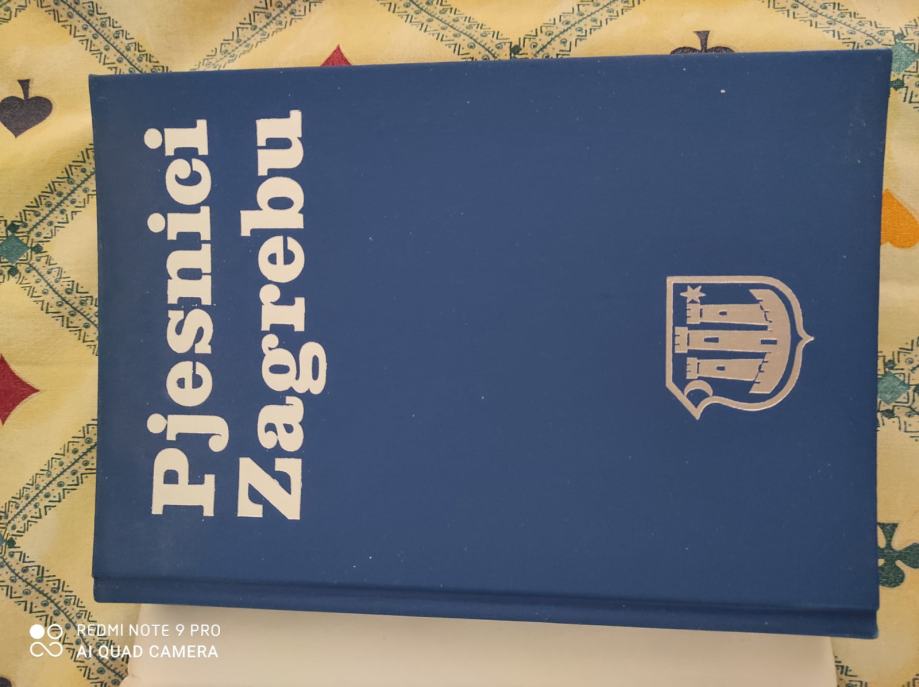 Pjesnici
Zagrebu
REDMI NOTE 9 PRO
AI QUAD CAMERA